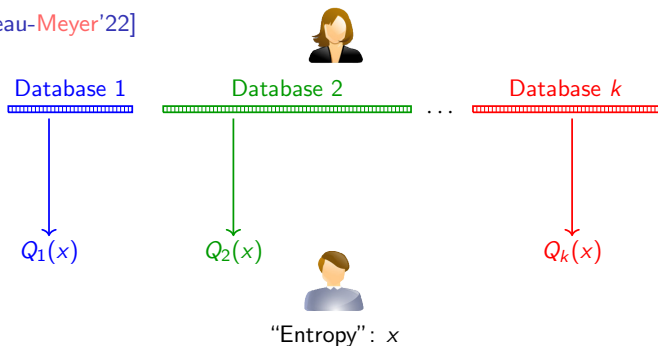 eau-Meyer'22]
Database 1 Database 2 ... Database k
Q₁(x) Q₂(x) Qₖ(x)
“Entropy”: x